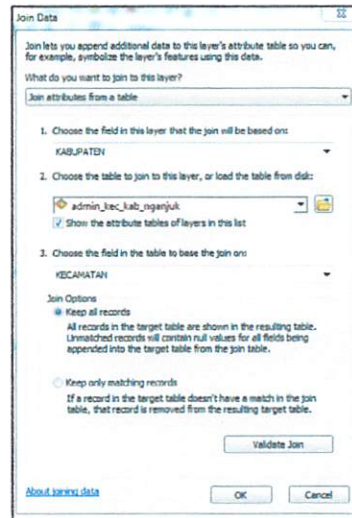 Join Data
Join lets you append additional data to this layer's attribute table so you can,
for example, symbolize the layer's features using this data.
What do you want to join to this layer?
Join attributes from a table
1. Choose the field in this layer that the join will be based on:
KABUPATEN
2. Choose the table to join to this layer, or load the table from disk:
admin_kec_kab_nganjuk
Show the attribute tables of layers in this list
3. Choose the field in the table to base the join on:
KECAMATAN
Join Options
Keep all records
All records in the target table are shown in the resulting table.
Unmatched records will contain null values for all fields being
appended into the target table from the join table.
Keep only matching records
If a record in the target table doesn't have a match in the join
table, that record is removed from the resulting target table.
Validate Join
About joining data
OK
Cancel